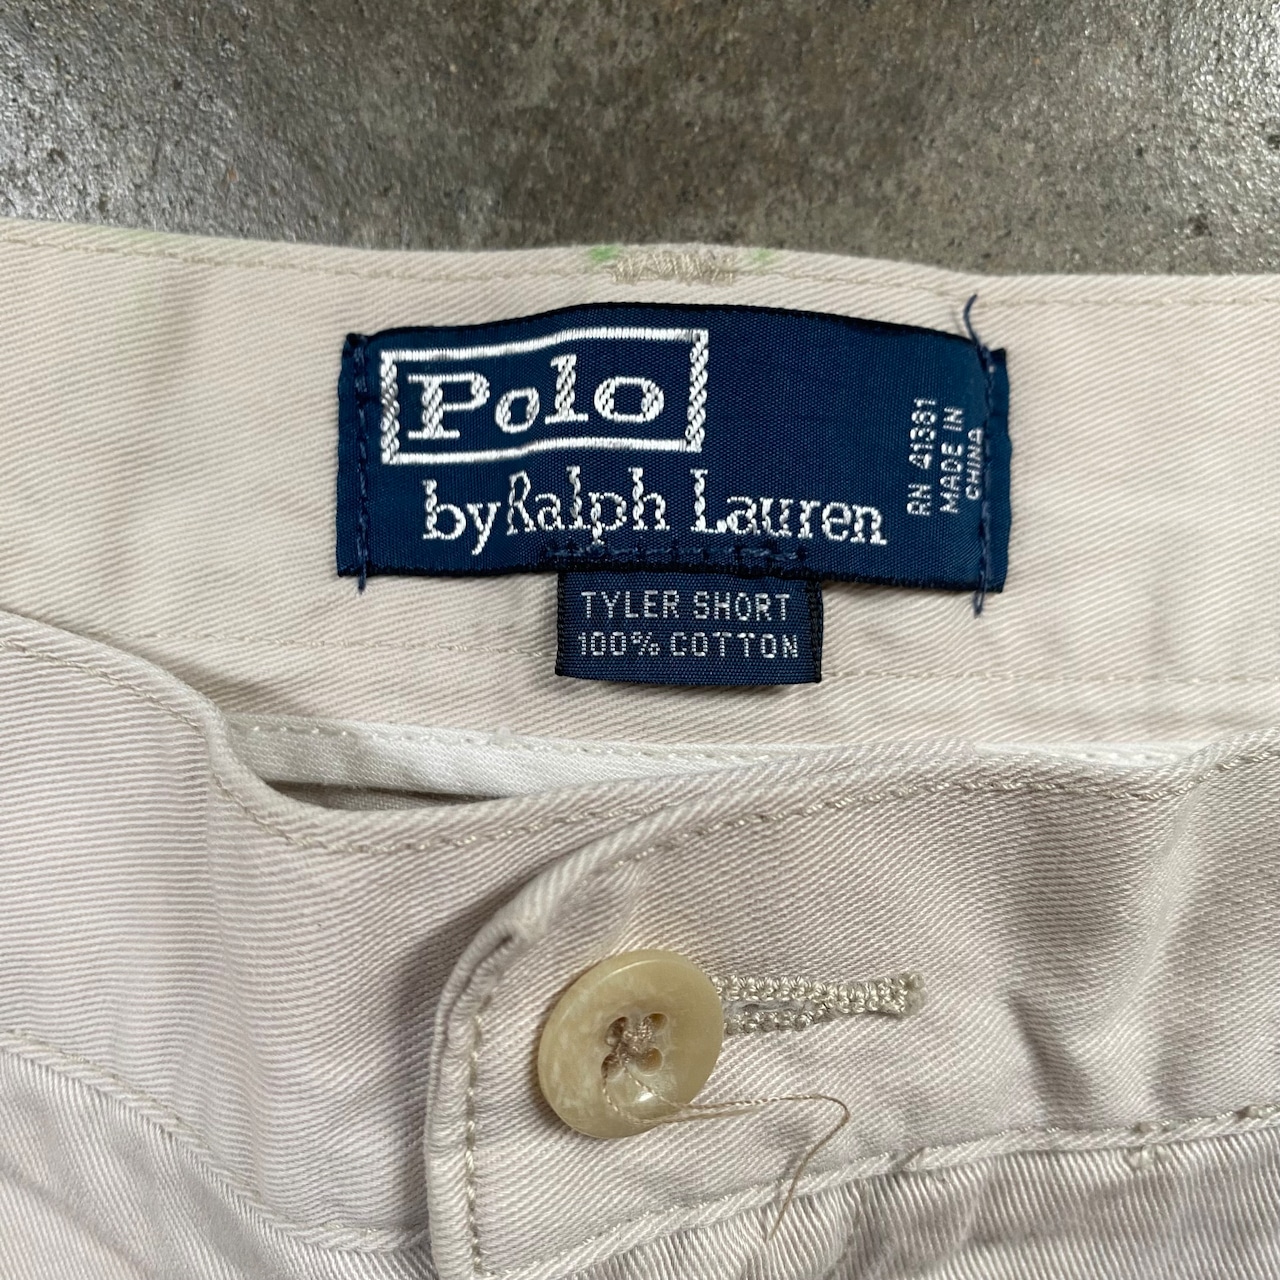 Polo
by Ralph Lauren
RN 41381
MADE IN
CHINA
TYLER SHORT
100% COTTON